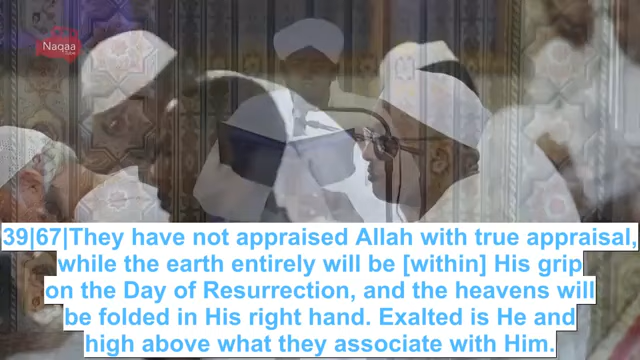 Naqaa
39|67|They have not appraised Allah with true appraisal,
while the earth entirely will be [within] His grip
on the Day of Resurrection, and the heavens will
be folded in His right hand. Exalted is He and
high above what they associate with Him.